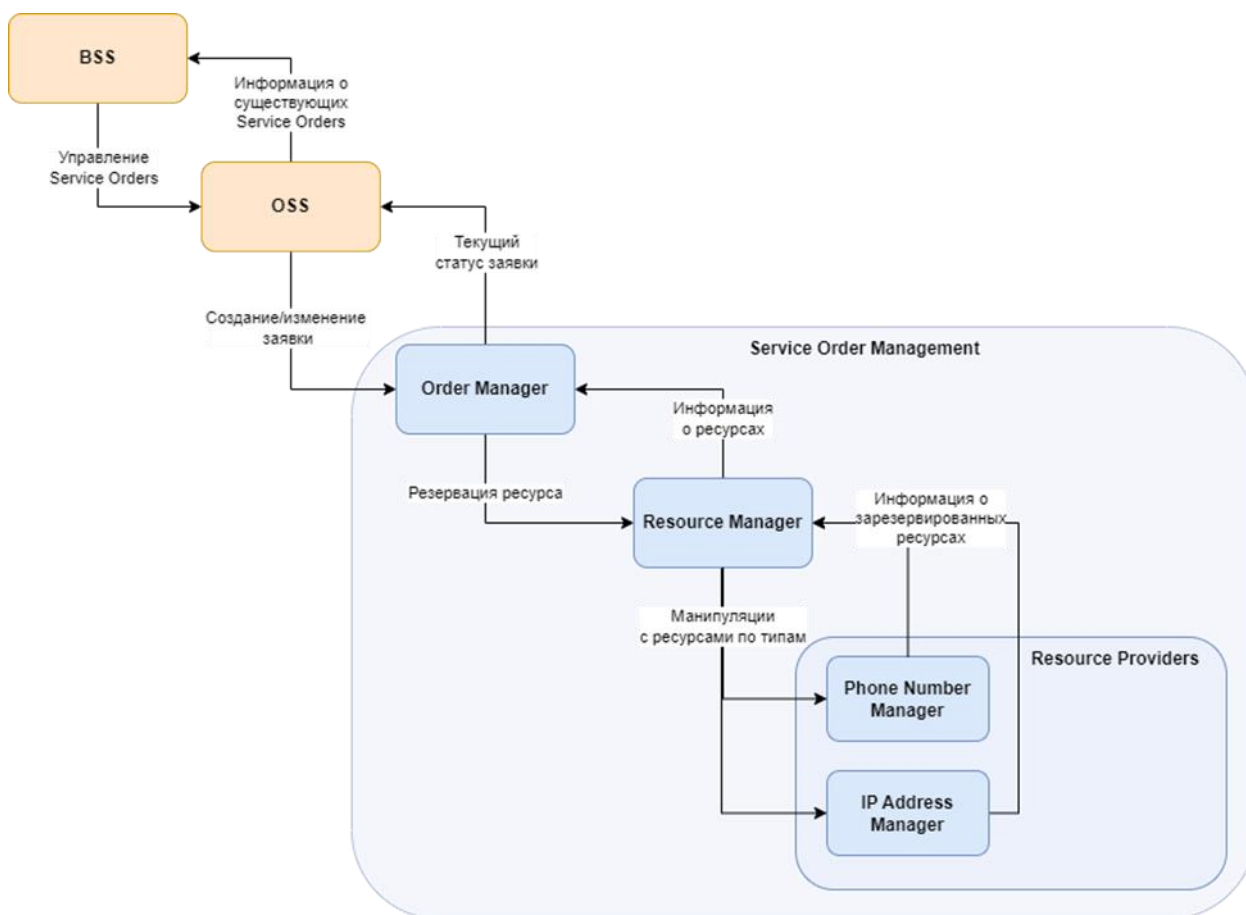 BSS
Информация о
существующих
Service Orders
Управление
Service Orders
OSS
Текущий
статус заявки
Создание/изменение
заявки
Service Order Management
Order Manager
Информация
о ресурсах
Резервация ресурса
Resource Manager
Информация о
зарезервированных
ресурсах
Манипуляции
с ресурсами по типам
Resource Providers
Phone Number
Manager
IP Address
Manager